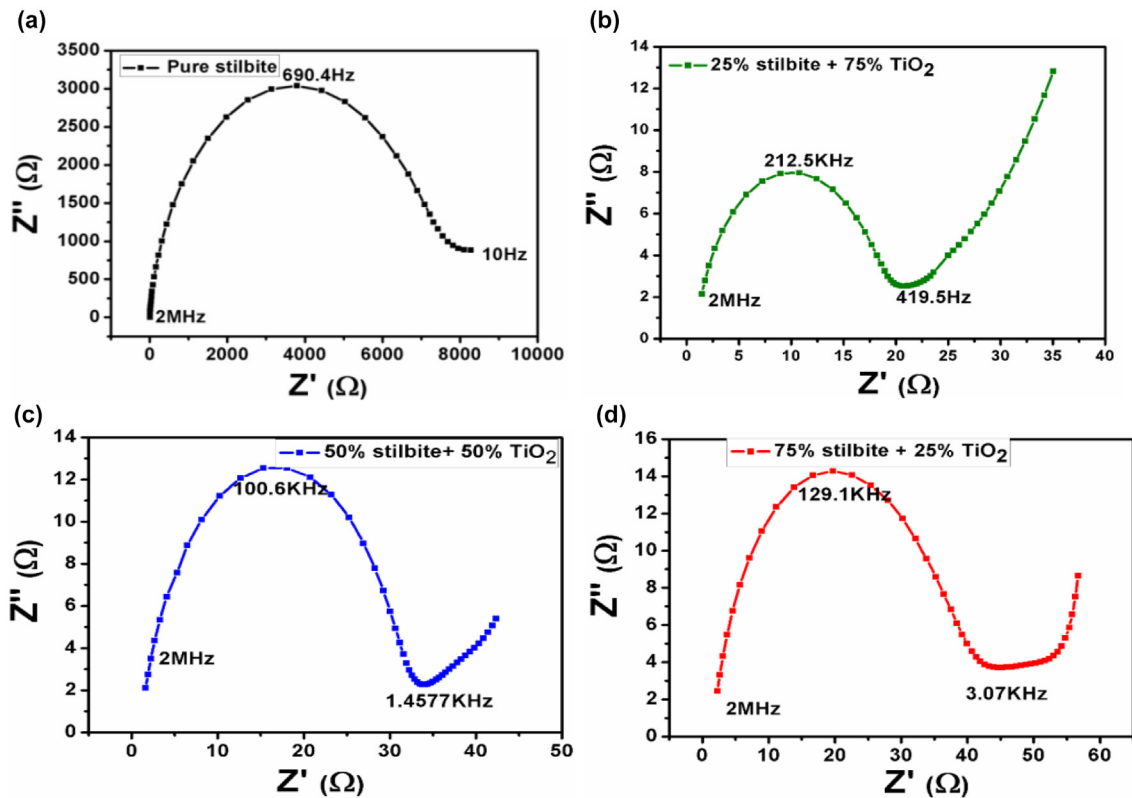 (a)
3500
3000
2500
2000
1500
1000
500
0
Z'' (Ω)
Pure stilbite
690.4Hz
10Hz
2MHz
0 2000 4000 6000 8000 10000
Z' (Ω)
(b)
14
12
10
8
6
4
2
0
Z'' (Ω)
25% stilbite + 75% TiO2
212.5KHz
2MHz
419.5Hz
0 5 10 15 20 25 30 35 40
Z' (Ω)
(c)
14
12
10
8
6
4
2
0
Z'' (Ω)
50% stilbite+ 50% TiO2
100.6KHz
2MHz
1.4577KHz
0 10 20 30 40 50
Z' (Ω)
(d)
16
14
12
10
8
6
4
2
0
Z'' (Ω)
75% stilbite + 25% TiO2
129.1KHz
2MHz
3.07KHz
0 10 20 30 40 50 60
Z' (Ω)